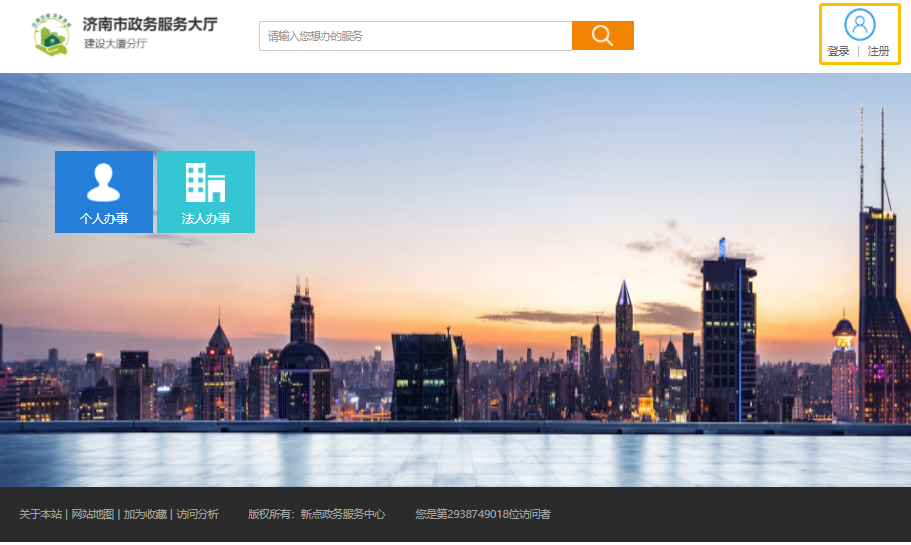 济南市政务服务大厅
建设大厦分厅
请输入您想办的服务
登录 | 注册
个人办事
法人办事
关于本站 | 网站地图 | 加为收藏 | 访问分析 版权所有：新点政务服务中心 您是第2938749018位访问者